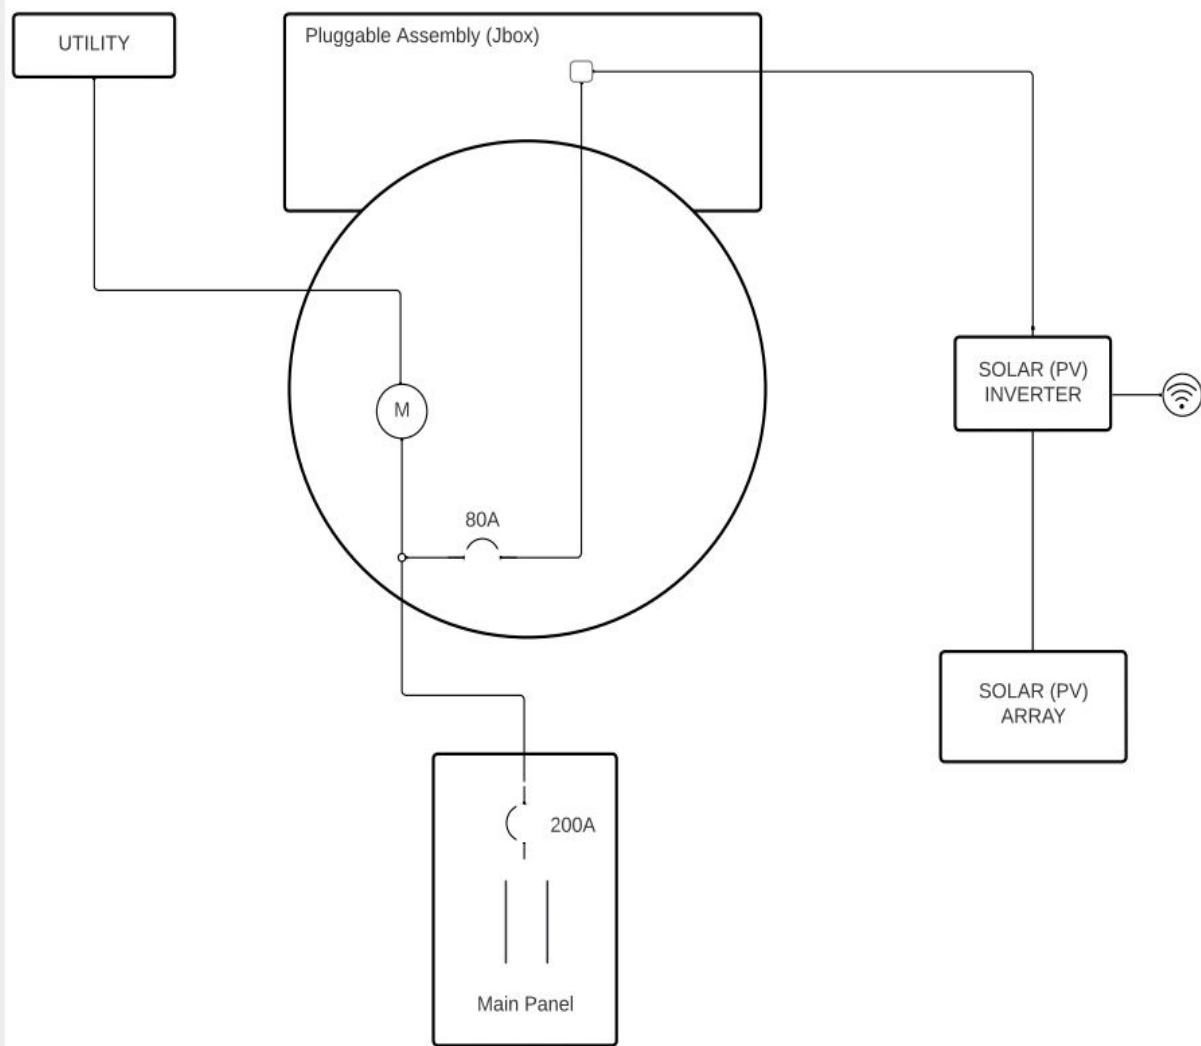 UTILITY
Pluggable Assembly (Jbox)
SOLAR (PV)
INVERTER
M
80A
SOLAR (PV)
ARRAY
200A
Main Panel